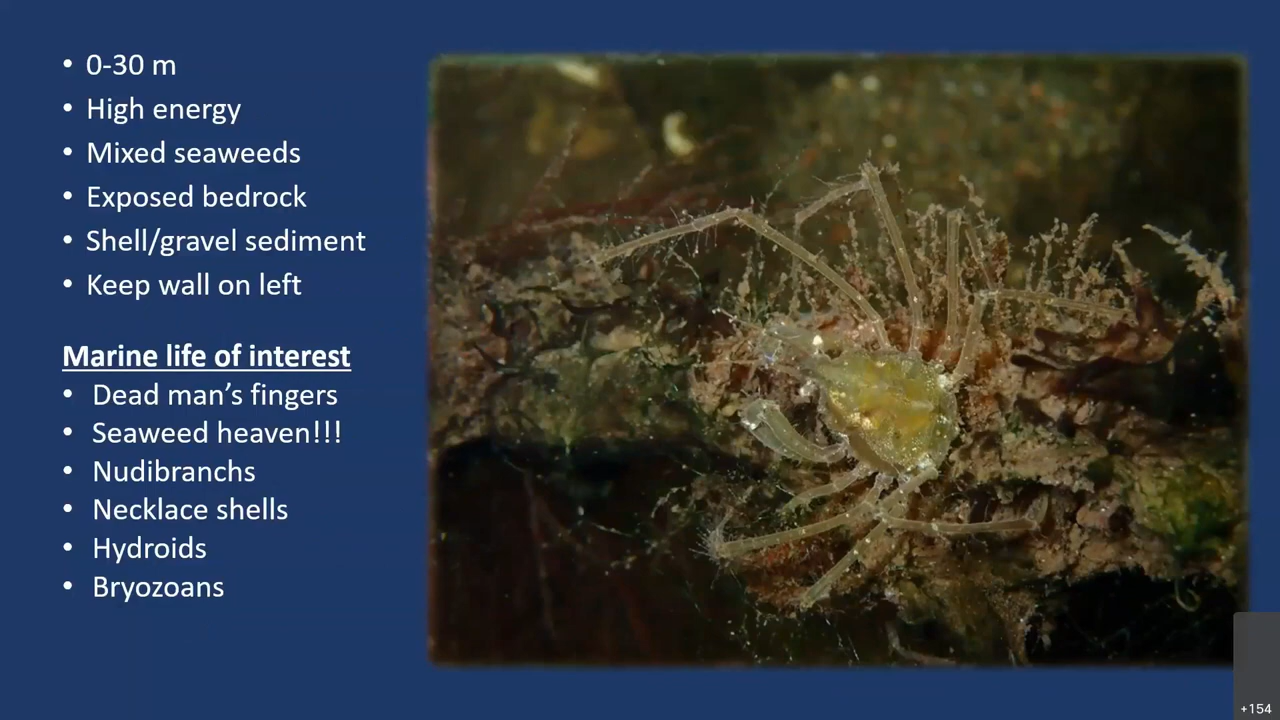 • 0-30 m
• High energy
• Mixed seaweeds
• Exposed bedrock
• Shell/gravel sediment
• Keep wall on left
Marine life of interest
• Dead man’s fingers
• Seaweed heaven!!!
• Nudibranchs
• Necklace shells
• Hydroids
• Bryozoans
+154